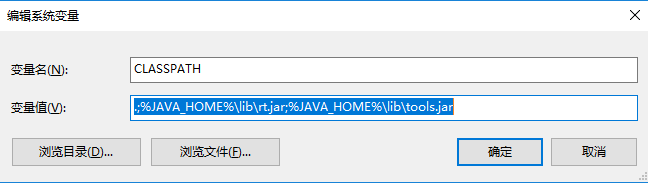 编辑系统变量
变量名(N):
CLASSPATH
变量值(V):
.;%JAVA_HOME%\lib\rt.jar;%JAVA_HOME%\lib\tools.jar
浏览目录(D)...
浏览文件(F)...
确定
取消